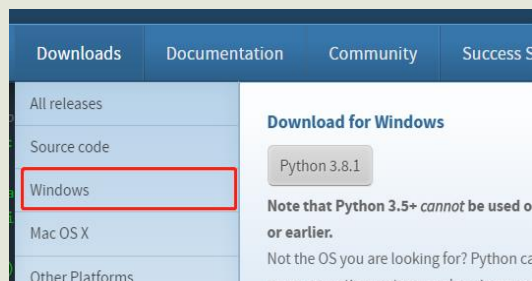 Downloads Documentation Community Success S
All releases
Source code
Windows
Mac OS X
Other Platforms
Download for Windows
Python 3.8.1
Note that Python 3.5+ cannot be used o
or earlier.
Not the OS you are looking for? Python ca